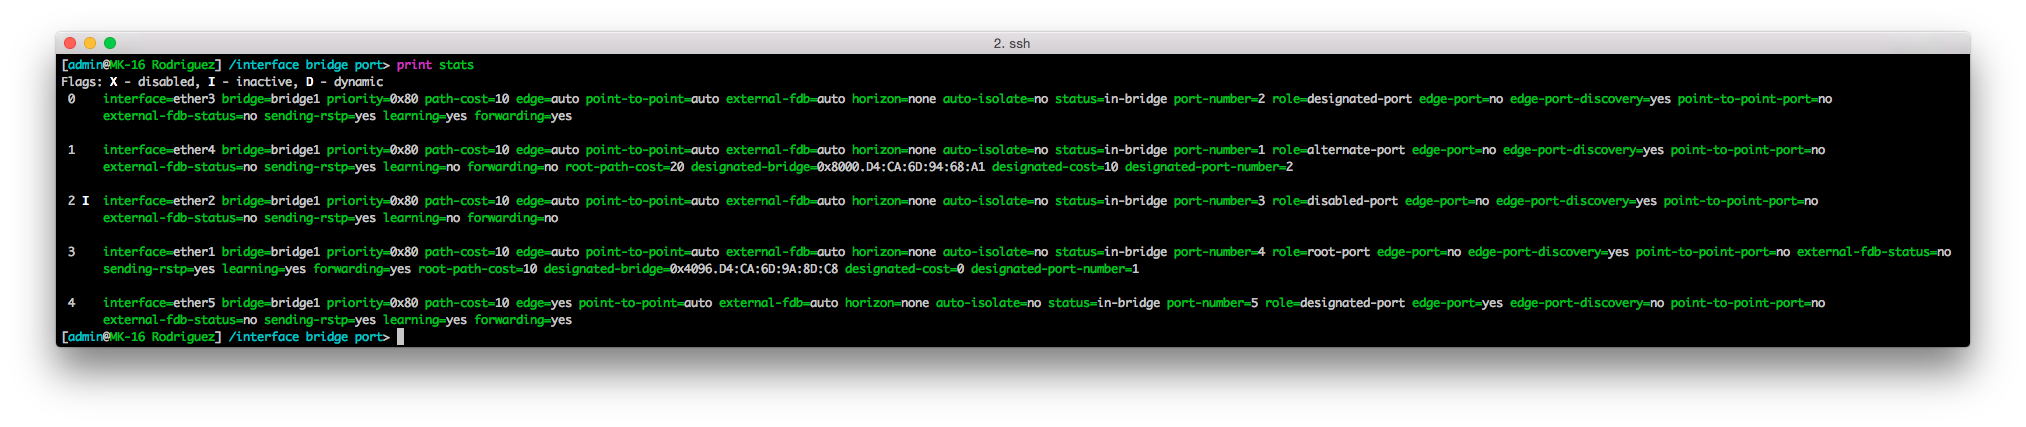 2. ssh
[admin@MK-16 Rodriguez] /interface bridge port> print stats
Flags: X - disabled, I - inactive, D - dynamic
0 interface=ether3 bridge=bridge1 priority=0x80 path-cost=10 edge=auto point-to-point=auto external-fdb=auto horizon=none auto-isolate=no status=in-bridge port-number=2 role=designated-port edge-port=no edge-port-discovery=yes point-to-point-port=no
external-fdb-status=no sending-rstp=yes learning=yes forwarding=yes
1 interface=ether4 bridge=bridge1 priority=0x80 path-cost=10 edge=auto point-to-point=auto external-fdb=auto horizon=none auto-isolate=no status=in-bridge port-number=1 role=alternate-port edge-port=no edge-port-discovery=yes point-to-point-port=no
external-fdb-status=no sending-rstp=yes learning=no forwarding=no root-path-cost=20 designated-bridge=0x8000.D4:CA:6D:94:68:A1 designated-cost=10 designated-port-number=2
2 I interface=ether2 bridge=bridge1 priority=0x80 path-cost=10 edge=auto point-to-point=auto external-fdb=auto horizon=none auto-isolate=no status=in-bridge port-number=3 role=disabled-port edge-port=no edge-port-discovery=yes point-to-point-port=no
external-fdb-status=no sending-rstp=yes learning=no forwarding=no
3 interface=ether1 bridge=bridge1 priority=0x80 path-cost=10 edge=auto point-to-point=auto external-fdb=auto horizon=none auto-isolate=no status=in-bridge port-number=4 role=root-port edge-port=no edge-port-discovery=yes point-to-point-port=no external-fdb-status=no
sending-rstp=yes learning=yes forwarding=yes root-path-cost=10 designated-bridge=0x4096.D4:CA:6D:9A:8D:C8 designated-cost=0 designated-port-number=1
4 interface=ether5 bridge=bridge1 priority=0x80 path-cost=10 edge=yes point-to-point=auto external-fdb=auto horizon=none auto-isolate=no status=in-bridge port-number=5 role=designated-port edge-port=yes edge-port-discovery=no point-to-point-port=no
external-fdb-status=no sending-rstp=yes learning=yes forwarding=yes
[admin@MK-16 Rodriguez] /interface bridge port>